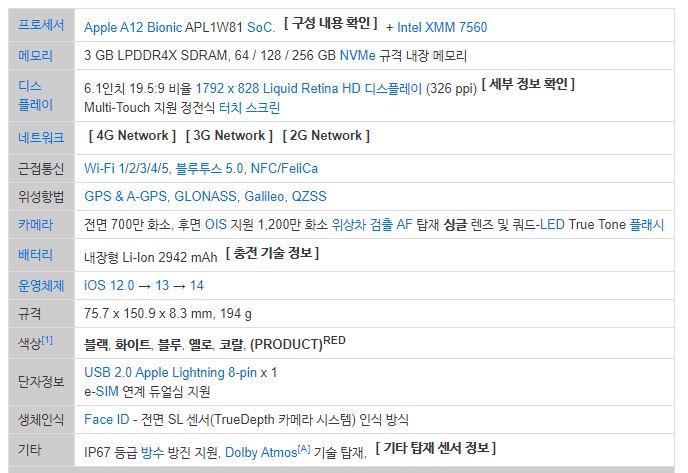 프로세서 Apple A12 Bionic APL1W81 SoC. [ 구성 내용 확인 ] + Intel XMM 7560
메모리 3 GB LPDDR4X SDRAM, 64 / 128 / 256 GB NVMe 규격 내장 메모리
디스
플레이
6.1인치 19.5:9 비율 1792 x 828 Liquid Retina HD 디스플레이 (326 ppi) [ 세부 정보 확인 ]
Multi-Touch 지원 정전식 터치 스크린
네트워크 [ 4G Network ] [ 3G Network ] [ 2G Network ]
근접통신 Wi-Fi 1/2/3/4/5, 블루투스 5.0, NFC/FeliCa
위성항법 GPS & A-GPS, GLONASS, Galileo, QZSS
카메라 전면 700만 화소, 후면 OIS 지원 1,200만 화소 위상차 검출 AF 탑재 싱글 렌즈 및 쿼드-LED True Tone 플래시
배터리 내장형 Li-Ion 2942 mAh [ 충전 기술 정보 ]
운영체제 iOS 12.0 → 13 → 14
규격 75.7 x 150.9 x 8.3 mm, 194 g
색상[1] 블랙, 화이트, 블루, 옐로, 코랄, (PRODUCT)RED
단자정보
USB 2.0 Apple Lightning 8-pin x 1
e-SIM 연계 듀얼심 지원
생체인식 Face ID - 전면 SL 센서(TrueDepth 카메라 시스템) 인식 방식
기타 IP67 등급 방수 방진 지원, Dolby Atmos[A] 기술 탑재, [ 기타 탑재 센서 정보 ]